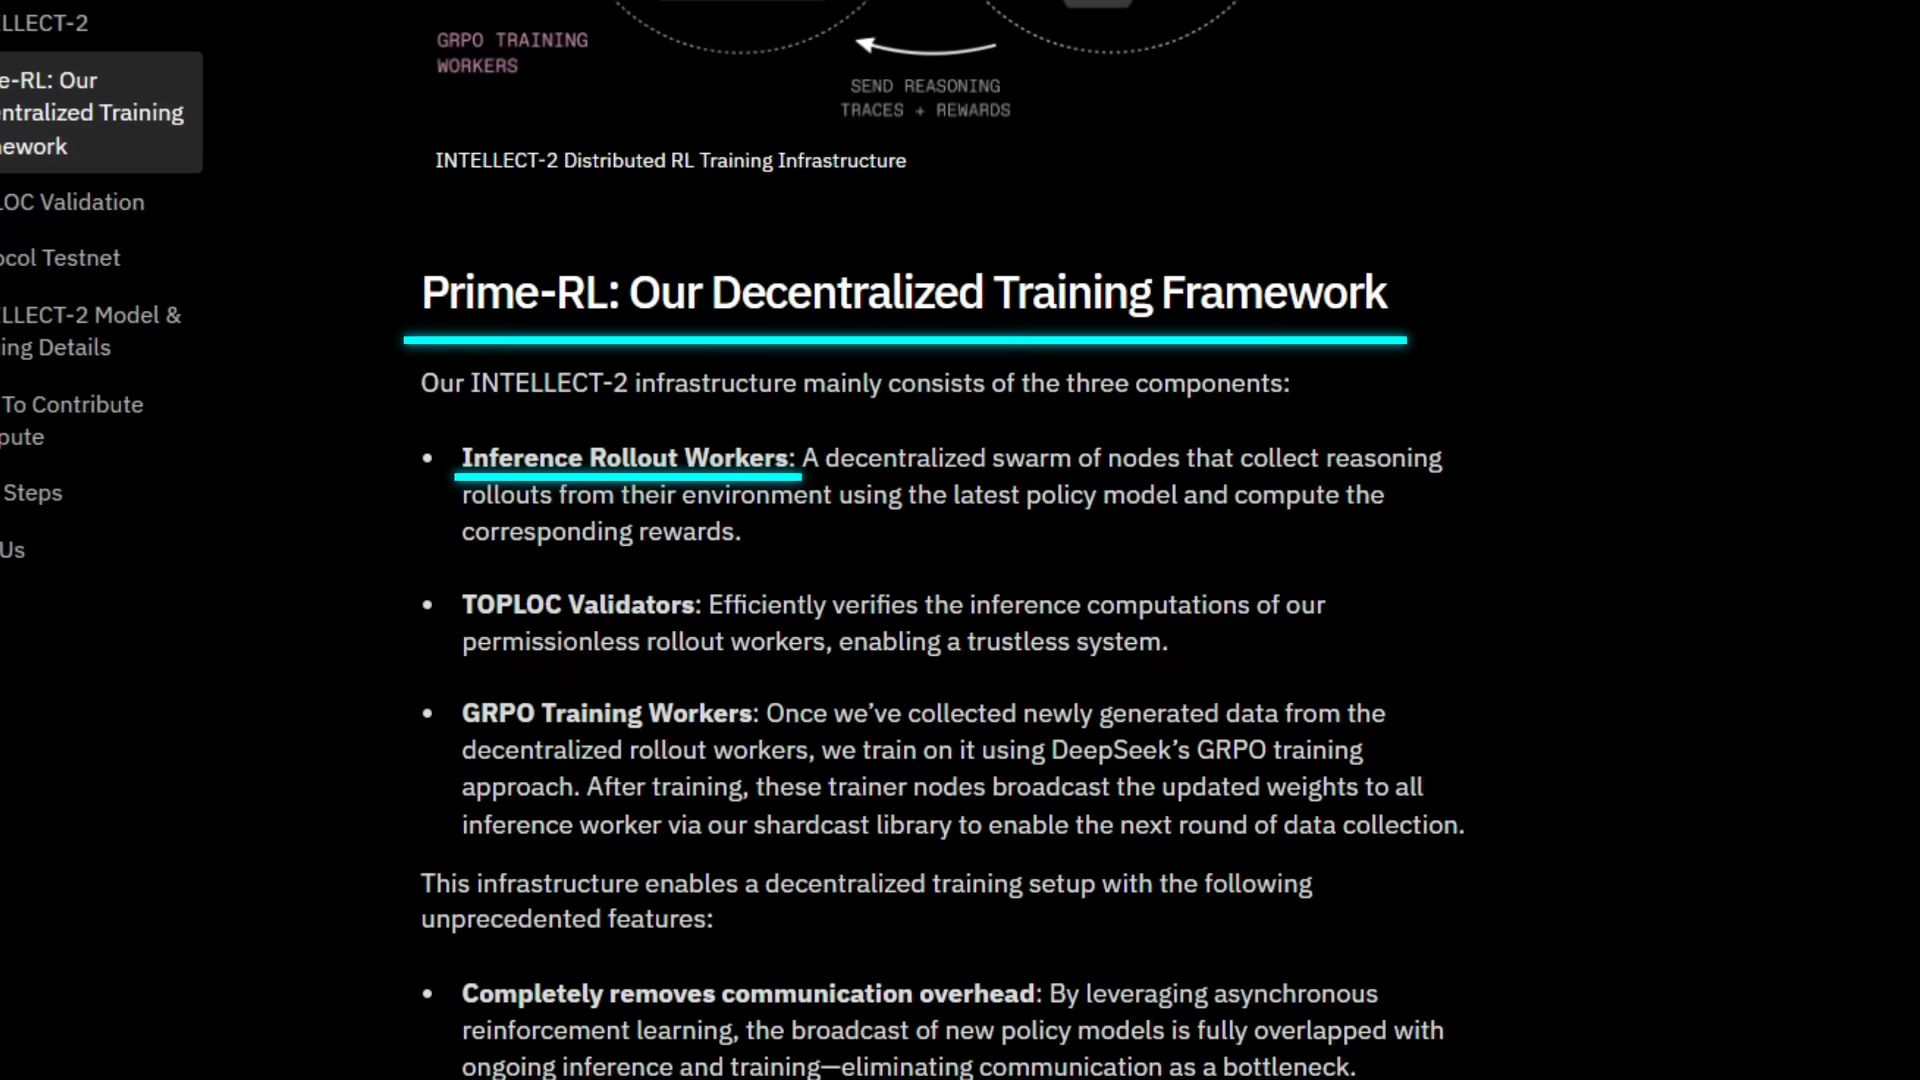 LLECT-2
e-RL: Our
ntralized Training
ework
OC Validation
col Testnet
LLECT-2 Model &
ing Details
To Contribute
pute
Steps
Us
GRPO TRAINING
WORKERS
SEND REASONING
TRACES + REWARDS
INTELLECT-2 Distributed RL Training Infrastructure
Prime-RL: Our Decentralized Training Framework
Our INTELLECT-2 infrastructure mainly consists of the three components:
• Inference Rollout Workers: A decentralized swarm of nodes that collect reasoning
rollouts from their environment using the latest policy model and compute the
corresponding rewards.
• TOPLOC Validators: Efficiently verifies the inference computations of our
permissionless rollout workers, enabling a trustless system.
• GRPO Training Workers: Once we’ve collected newly generated data from the
decentralized rollout workers, we train on it using DeepSeek’s GRPO training
approach. After training, these trainer nodes broadcast the updated weights to all
inference worker via our shardcast library to enable the next round of data collection.
This infrastructure enables a decentralized training setup with the following
unprecedented features:
• Completely removes communication overhead: By leveraging asynchronous
reinforcement learning, the broadcast of new policy models is fully overlapped with
ongoing inference and training—eliminating communication as a bottleneck.